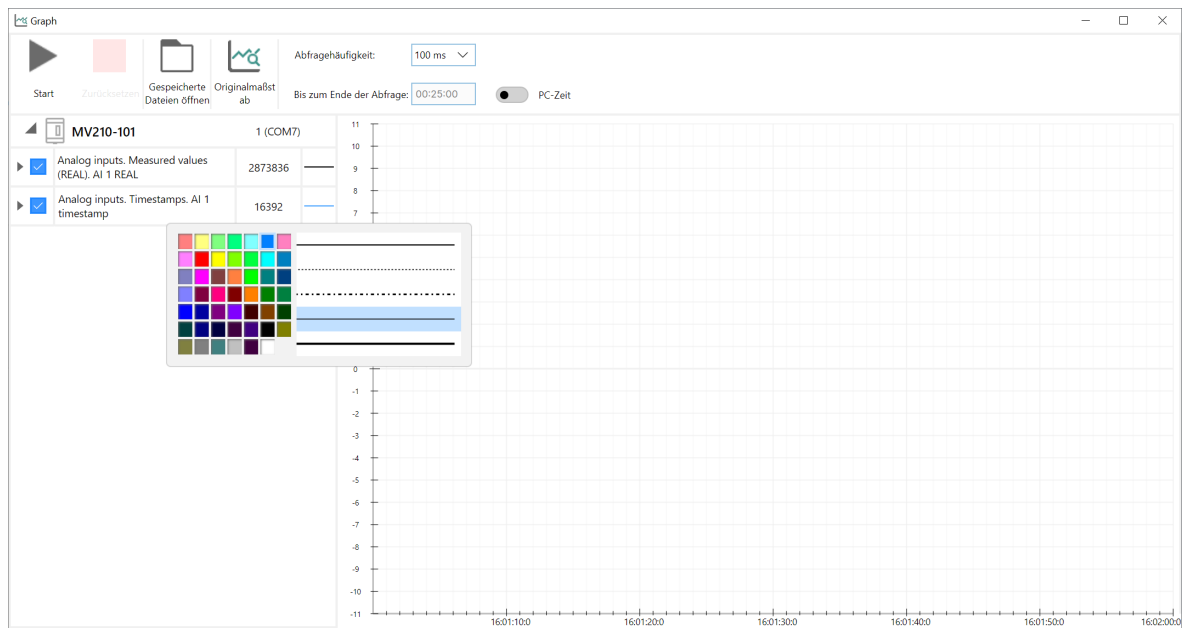 Graph
Start
Zurücksetzen
Gespeicherte
Dateien öffnen
Originalmaßst
ab
Abfragehäufigkeit:
100 ms
Bis zum Ende der Abfrage:
00:25:00
PC-Zeit
MV210-101
1 (COM7)
Analog inputs. Measured values
(REAL). AI 1 REAL
2873836
Analog inputs. Timestamps. AI 1
timestamp
16392
11
10
9
8
7
0
-1
-2
-3
-4
-5
-6
-7
-8
-9
-10
-11
16:01:10:0
16:01:20:0
16:01:30:0
16:01:40:0
16:01:50:0
16:02:00:0